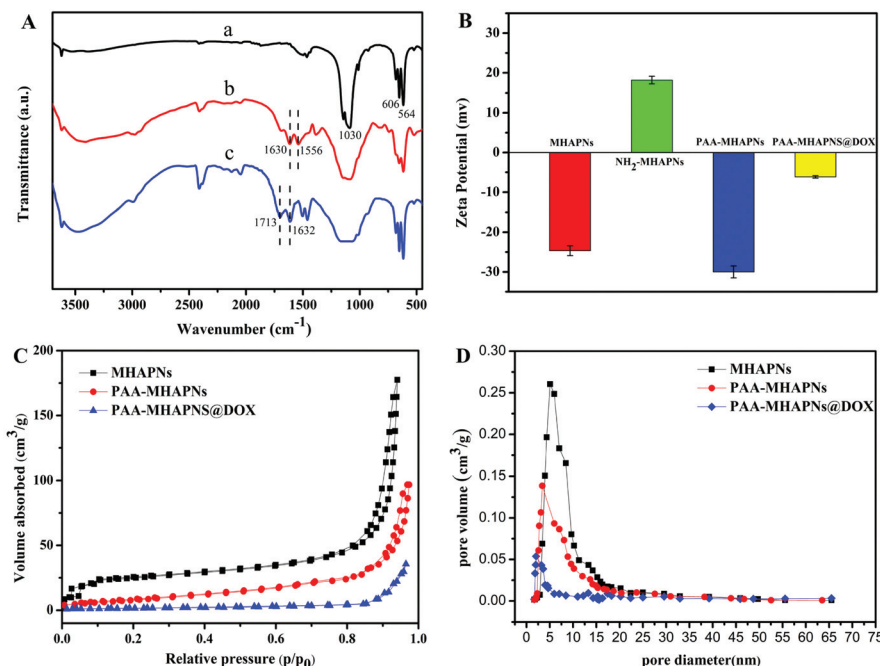 A
a
b
c
606
564
1030
1630
1556
1713
1632
Transmittance (a.u.)
3500 3000 2500 2000 1500 1000 500
Wavenumber (cm-1)
B
30
20
10
0
-10
-20
-30
Zeta Potential (mv)
MHAPNs
NH2-MHAPNs
PAA-MHAPNs
PAA-MHAPNS@DOX
C
200
150
100
50
0
Volume absorbed (cm3/g)
MHAPNs
PAA-MHAPNs
PAA-MHAPNS@DOX
0.0 0.2 0.4 0.6 0.8 1.0
Relative pressure (p/p0)
D
0.30
0.25
0.20
0.15
0.10
0.05
0.00
pore volume (cm3/g)
MHAPNs
PAA-MHAPNs
PAA-MHAPNs@DOX
0 5 10 15 20 25 30 35 40 45 50 55 60 65 70 75
pore diameter(nm)